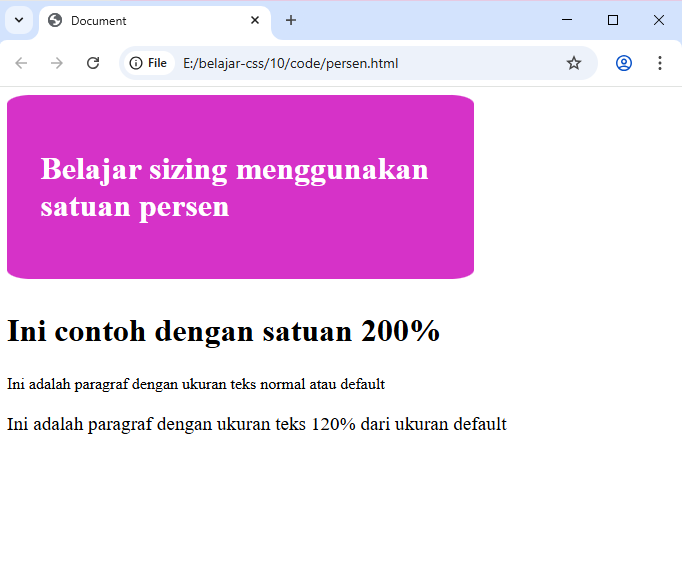 Document
File
E:/belajar-css/10/code/persen.html
Belajar sizing menggunakan
satuan persen
Ini contoh dengan satuan 200%
Ini adalah paragraf dengan ukuran teks normal atau default
Ini adalah paragraf dengan ukuran teks 120% dari ukuran default